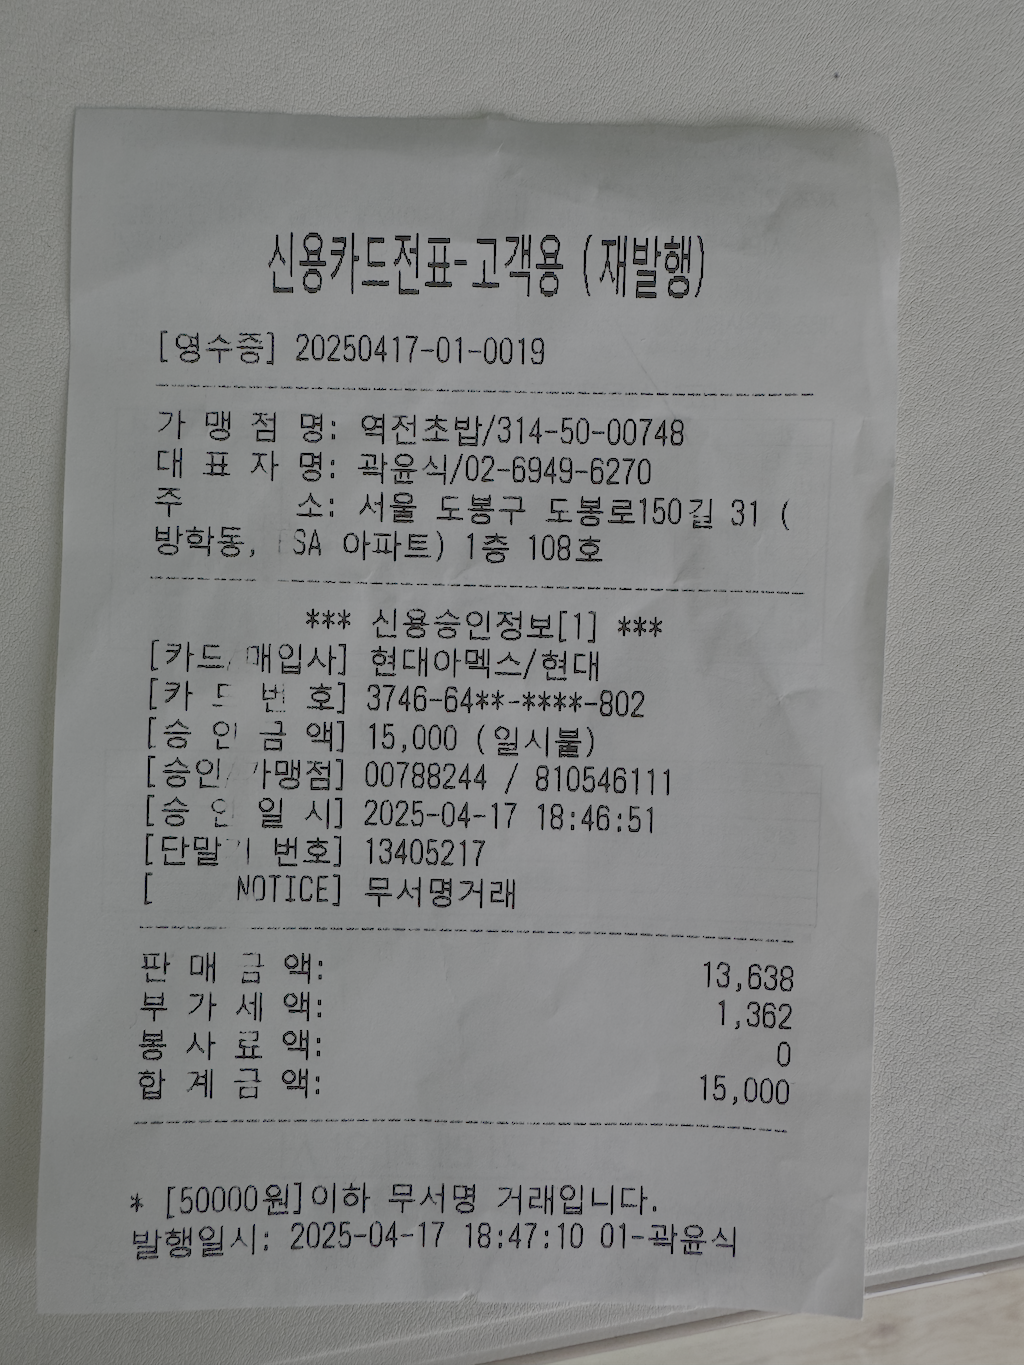 신용카드전표-고객용 (재발행)
[영수증] 20250417-01-0019
가 맹 점 명: 역전초밥/314-50-00748
대 표 자 명: 곽윤식/02-6949-6270
주 소: 서울 도봉구 도봉로150길 31 (
방학동, 아파트) 1층 108호
*** 신용승인정보[1] ***
[카드/매입사] 현대아멕스/현대
[카 드 번 호] 3746-64**-****-802
[승 인 금 액] 15,000 (일시불)
[승인/가맹점] 00788244 / 810546111
[승 인 일 시] 2025-04-17 18:46:51
[단말기 번호] 13405217
[ NOTICE] 무서명거래
판 매 금 액: 13,638
부 가 세 액: 1,362
봉 사 료 액: 0
합 계 금 액: 15,000
* [50000원]이하 무서명 거래입니다.
발행일시: 2025-04-17 18:47:10 01-곽윤식